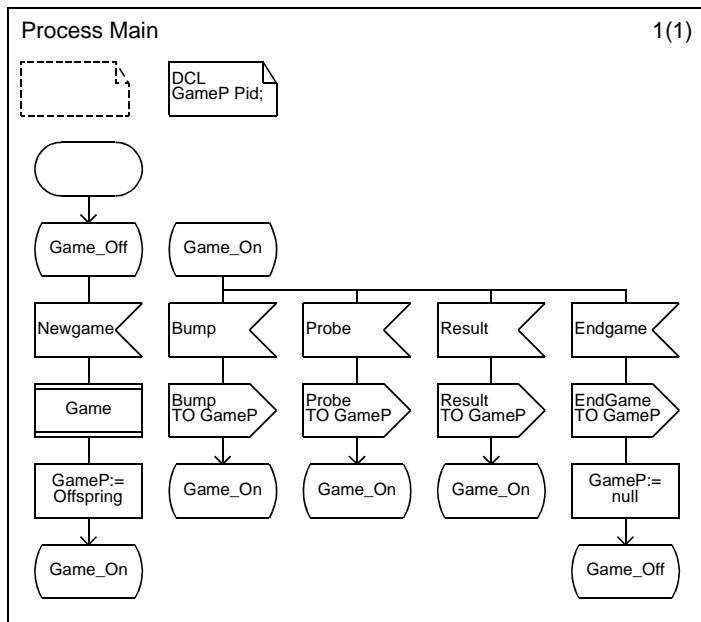 Process Main
1(1)
DCL
GameP Pid;
Game_Off
Game_On
Newgame
Bump
Probe
Result
Endgame
Game
Bump
TO GameP
Probe
TO GameP
Result
TO GameP
EndGame
TO GameP
GameP:=
Offspring
Game_On
Game_On
Game_On
GameP:=
null
Game_On
Game_Off